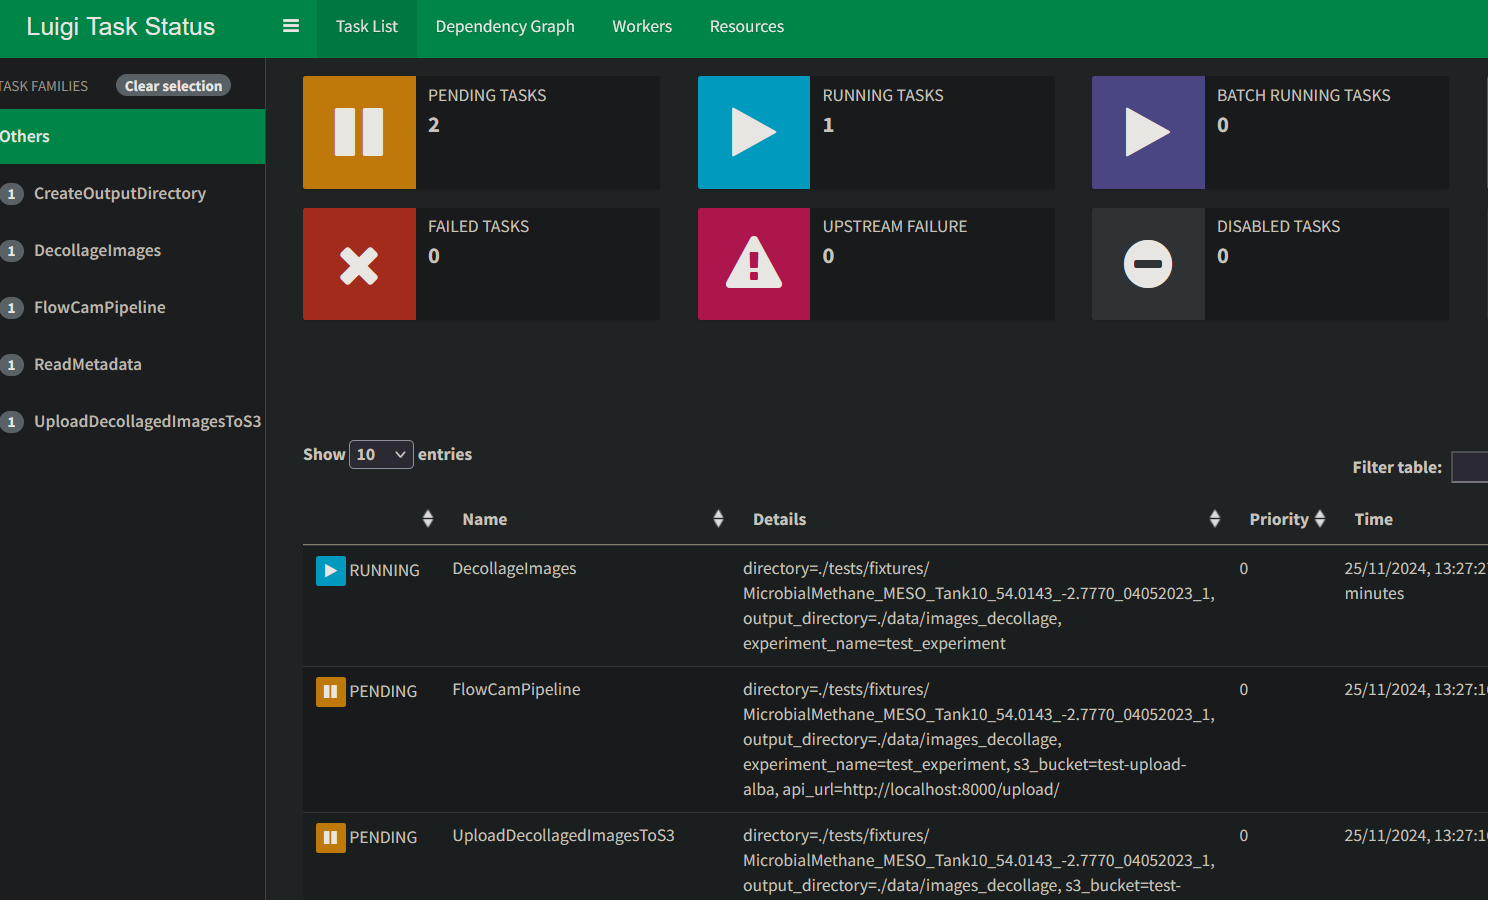 Luigi Task Status
Task List
Dependency Graph
Workers
Resources
TASK FAMILIES
Clear selection
Others
1 CreateOutputDirectory
1 DecollageImages
1 FlowCamPipeline
1 ReadMetadata
1 UploadDecollagedImagesToS3
PENDING TASKS
2
RUNNING TASKS
1
BATCH RUNNING TASKS
0
FAILED TASKS
0
UPSTREAM FAILURE
0
DISABLED TASKS
0
Show 10 entries
Filter table:
Name Details Priority Time
RUNNING DecollageImages directory=./tests/fixtures/ 0 25/11/2024, 13:27:27
MicrobialMethane_MESO_Tank10_54.0143_-2.7770_04052023_1, minutes
output_directory=./data/images_decollage,
experiment_name=test_experiment
PENDING FlowCamPipeline directory=./tests/fixtures/ 0 25/11/2024, 13:27:16
MicrobialMethane_MESO_Tank10_54.0143_-2.7770_04052023_1,
output_directory=./data/images_decollage,
experiment_name=test_experiment, s3_bucket=test-upload-
alba, api_url=http://localhost:8000/upload/
PENDING UploadDecollagedImagesToS3 directory=./tests/fixtures/ 0 25/11/2024, 13:27:16
MicrobialMethane_MESO_Tank10_54.0143_-2.7770_04052023_1,
output_directory=./data/images_decollage, s3_bucket=test-